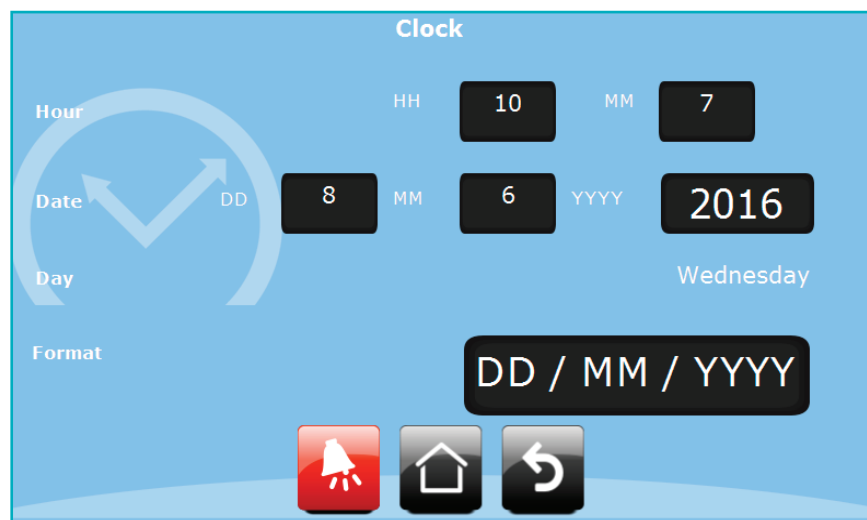 Clock
Hour HH 10 MM 7
Date DD 8 MM 6 YYYY 2016
Day Wednesday
Format DD / MM / YYYY